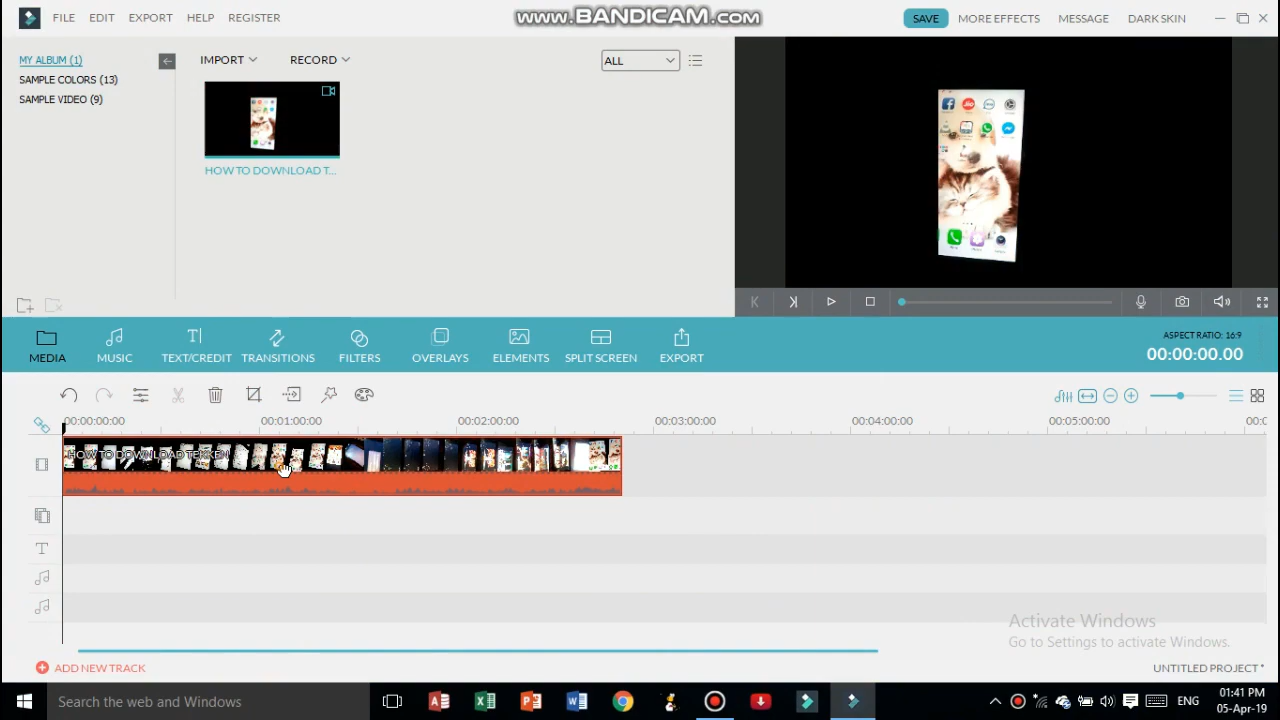 FILE EDIT EXPORT HELP REGISTER
www.BANDICAM.com
SAVE MORE EFFECTS MESSAGE DARK SKIN
MY ALBUM (1)
SAMPLE COLORS (13)
SAMPLE VIDEO (9)
IMPORT RECORD
ALL
HOW TO DOWNLOAD T...
MEDIA MUSIC TEXT/CREDIT TRANSITIONS FILTERS OVERLAYS ELEMENTS SPLIT SCREEN EXPORT
ASPECT RATIO: 16:9
00:00:00.00
00:00:00:00 00:01:00:00 00:02:00:00 00:03:00:00 00:04:00:00 00:05:00:00
HOW TO DOWNLOAD TEKKEN
Activate Windows
Go to Settings to activate Windows.
ADD NEW TRACK
UNTITLED PROJECT *
Search the web and Windows
ENG
01:41 PM
05-Apr-19